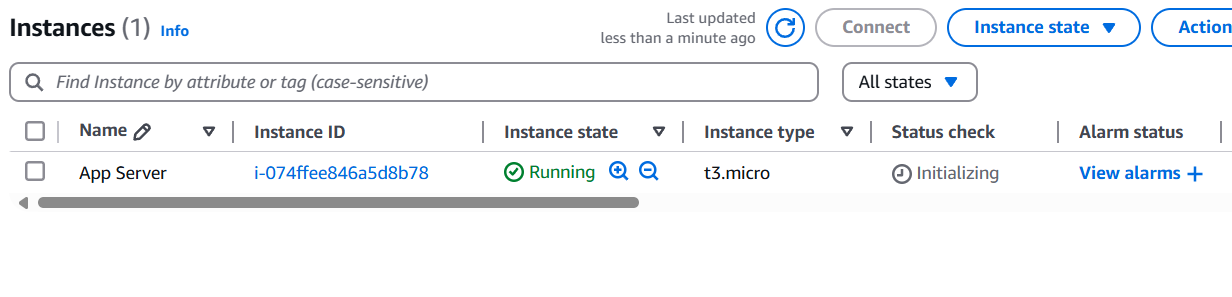 Instances (1) Info
Last updated
less than a minute ago
Connect
Instance state
Action
Find Instance by attribute or tag (case-sensitive)
All states
Name Instance ID Instance state Instance type Status check Alarm status
App Server i-074ffee846a5d8b78 Running t3.micro Initializing View alarms +